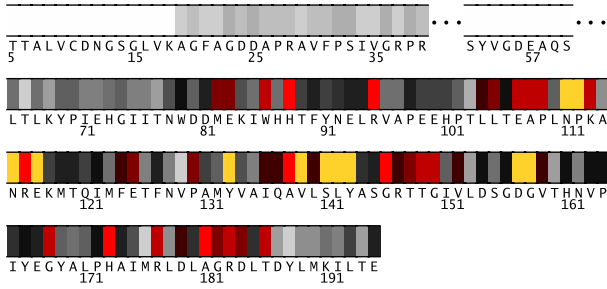 ... ...
TTALVCDNGSGLVKAGFAGDDAPRAVFPSIVGRPR SYVGDEAQS
5 15 25 35 57
LTLKYPIEHGIITNWDDMEKIWHHTFYNELRVAPEEHPTLLTEAPLNPKA
71 81 91 101 111
NREKMTQIMFETFNVPAMYVAIQAVLSLYASGRTTGIVLDSGDGVTHNVP
121 131 141 151 161
IYEGYALPHAIMRLDLAGRDLTDYLMKILTE
171 181 191